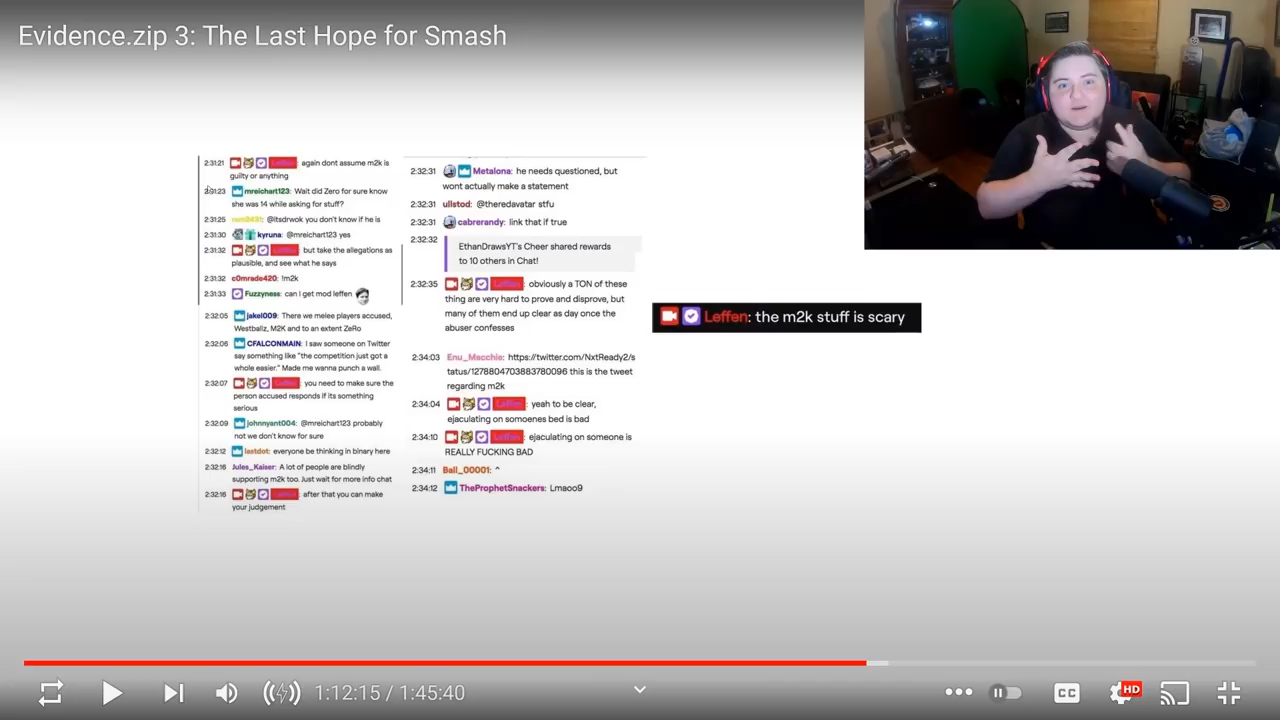 Evidence.zip 3: The Last Hope for Smash
2:31:21 Leffen: again dont assume m2k is
guilty or anything
2:31:23 mreichart123: Wait did Zero for sure know
she was 14 while asking for stuff?
2:31:25 : @itsdrwok you don't know if he is
2:31:30 kyruna: @mreichart123 yes
2:31:32 Leffen: but take the allegations as
plausible, and see what he says
2:31:32 c0mrade420: !m2k
2:31:33 Fuzzyness: can I get mod leffen
2:32:05 jakel009: There we melee players accused,
Westballz, M2K and to an extent ZeRo
2:32:06 CFALCONMAIN: I saw someone on Twitter
say something like "the competition just got a
whole easier." Made me wanna punch a wall.
2:32:07 Leffen: you need to make sure the
person accused responds if its something
serious
2:32:09 johnnyant004: @mreichart123 probably
not we don't know for sure
2:32:12 lastdot: everyone be thinking in binary here
2:32:16 Jules_Kaiser: A lot of people are blindly
supporting m2k too. Just wait for more info chat
2:32:16 Leffen: after that you can make
your judgement
2:32:31 Metalona: he needs questioned, but
wont actually make a statement
2:32:31 ullstod: @theredavatar stfu
2:32:31 cabrerandy: link that if true
2:32:32 EthanDrawsYT's Cheer shared rewards
to 10 others in Chat!
2:32:35 Leffen: obviously a TON of these
thing are very hard to prove and disprove, but
many of them end up clear as day once the
abuser confesses
2:34:03 Enu_Macchie: https://twitter.com/NxtReady2/s
tatus/1278804703883780096 this is the tweet
regarding m2k
2:34:04 Leffen: yeah to be clear,
ejaculating on somoenes bed is bad
2:34:10 Leffen: ejaculating on someone is
REALLY FUCKING BAD
2:34:11 Ball_00001: ^
2:34:12 TheProphetSnackers: Lmaoo9
Leffen: the m2k stuff is scary
1:12:15 / 1:45:40
CC
HD